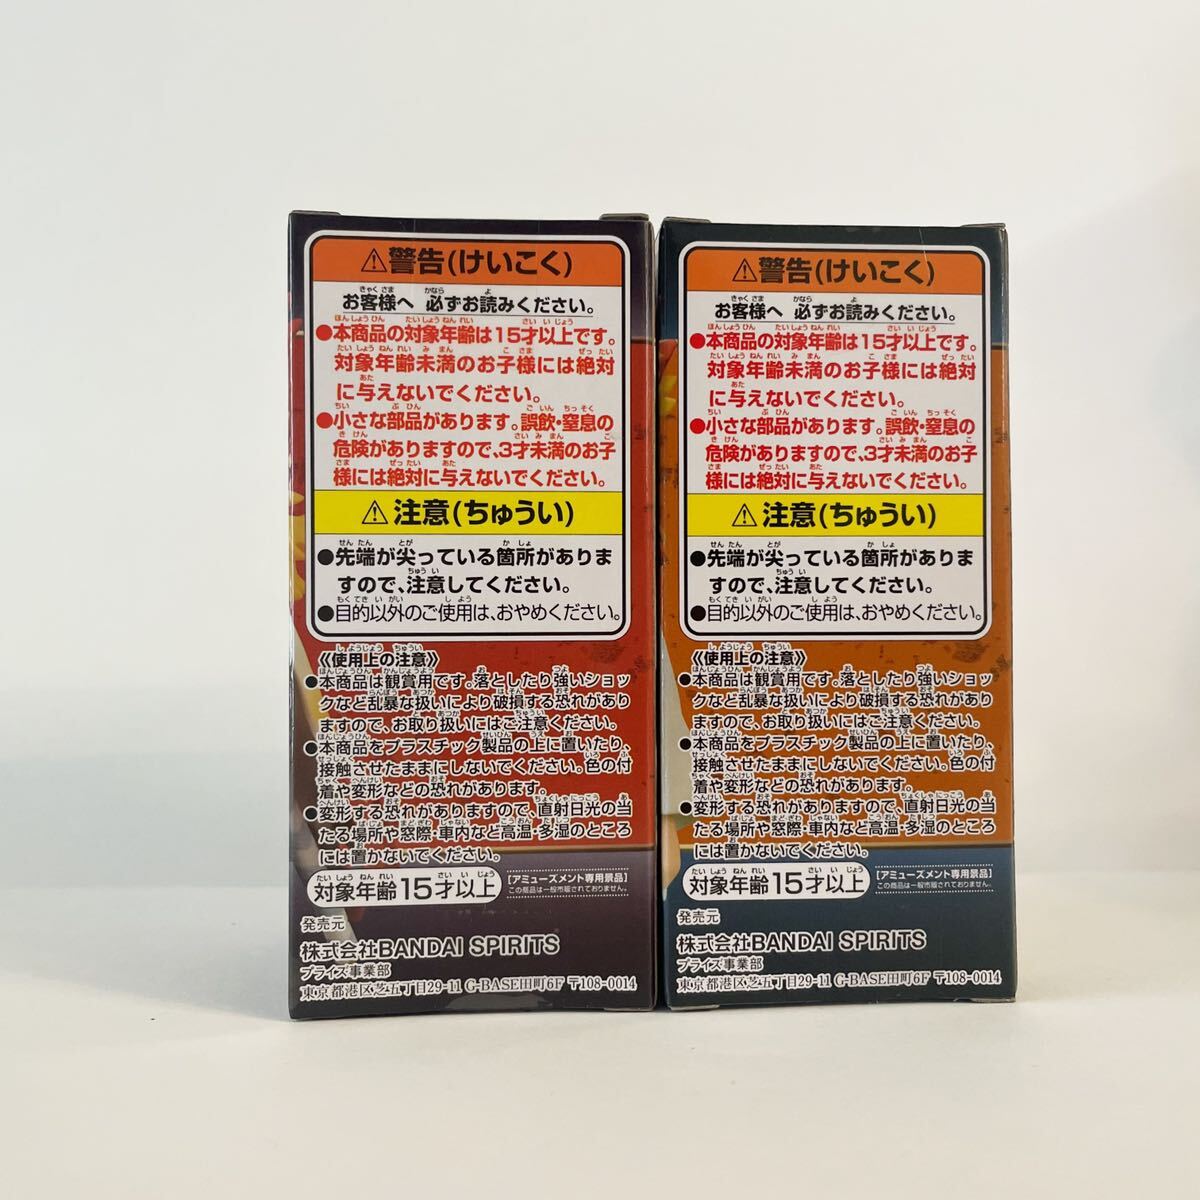 ⚠警告(けいこく)
お客様へ 必ずお読みください。
●本商品の対象年齢は15才以上です。
対象年齢未満のお子様には絶対
に与えないでください。
●小さな部品があります。誤飲・窒息の
危険がありますので、3才未満のお子
様には絶対に与えないでください。
⚠注意(ちゅうい)
●先端が尖っている箇所がありま
すので、注意してください。
●目的以外のご使用は、おやめください。
《使用上の注意》
●本商品は観賞用です。落としたり強いショッ
クなど乱暴な扱いにより破損する恐れがあり
ますので、お取り扱いにはご注意ください。
●本商品をプラスチック製品の上に置いたり、
接触させたままにしないでください。色の付
着や変形などの恐れがあります。
●変形する恐れがありますので、直射日光の当
たる場所や窓際・車内など高温・多湿のところ
には置かないでください。
対象年齢15才以上
[アミューズメント専用景品]
この商品は一般市販されておりません。
発売元
株式会社BANDAI SPIRITS
プライズ事業部
東京都港区芝五丁目29-11 G-BASE田町6F 〒108-0014
⚠警告(けいこく)
お客様へ 必ずお読みください。
●本商品の対象年齢は15才以上です。
対象年齢未満のお子様には絶対
に与えないでください。
●小さな部品があります。誤飲・窒息の
危険がありますので、3才未満のお子
様には絶対に与えないでください。
⚠注意(ちゅうい)
●先端が尖っている箇所がありま
すので、注意してください。
●目的以外のご使用は、おやめください。
《使用上の注意》
●本商品は観賞用です。落としたり強いショッ
クなど乱暴な扱いにより破損する恐れがあり
ますので、お取り扱いにはご注意ください。
●本商品をプラスチック製品の上に置いたり、
接触させたままにしないでください。色の付
着や変形などの恐れがあります。
●変形する恐れがありますので、直射日光の当
たる場所や窓際・車内など高温・多湿のところ
には置かないでください。
対象年齢15才以上
[アミューズメント専用景品]
この商品は一般市販されておりません。
発売元
株式会社BANDAI SPIRITS
プライズ事業部
東京都港区芝五丁目29-11 G-BASE田町6F 〒108-0014